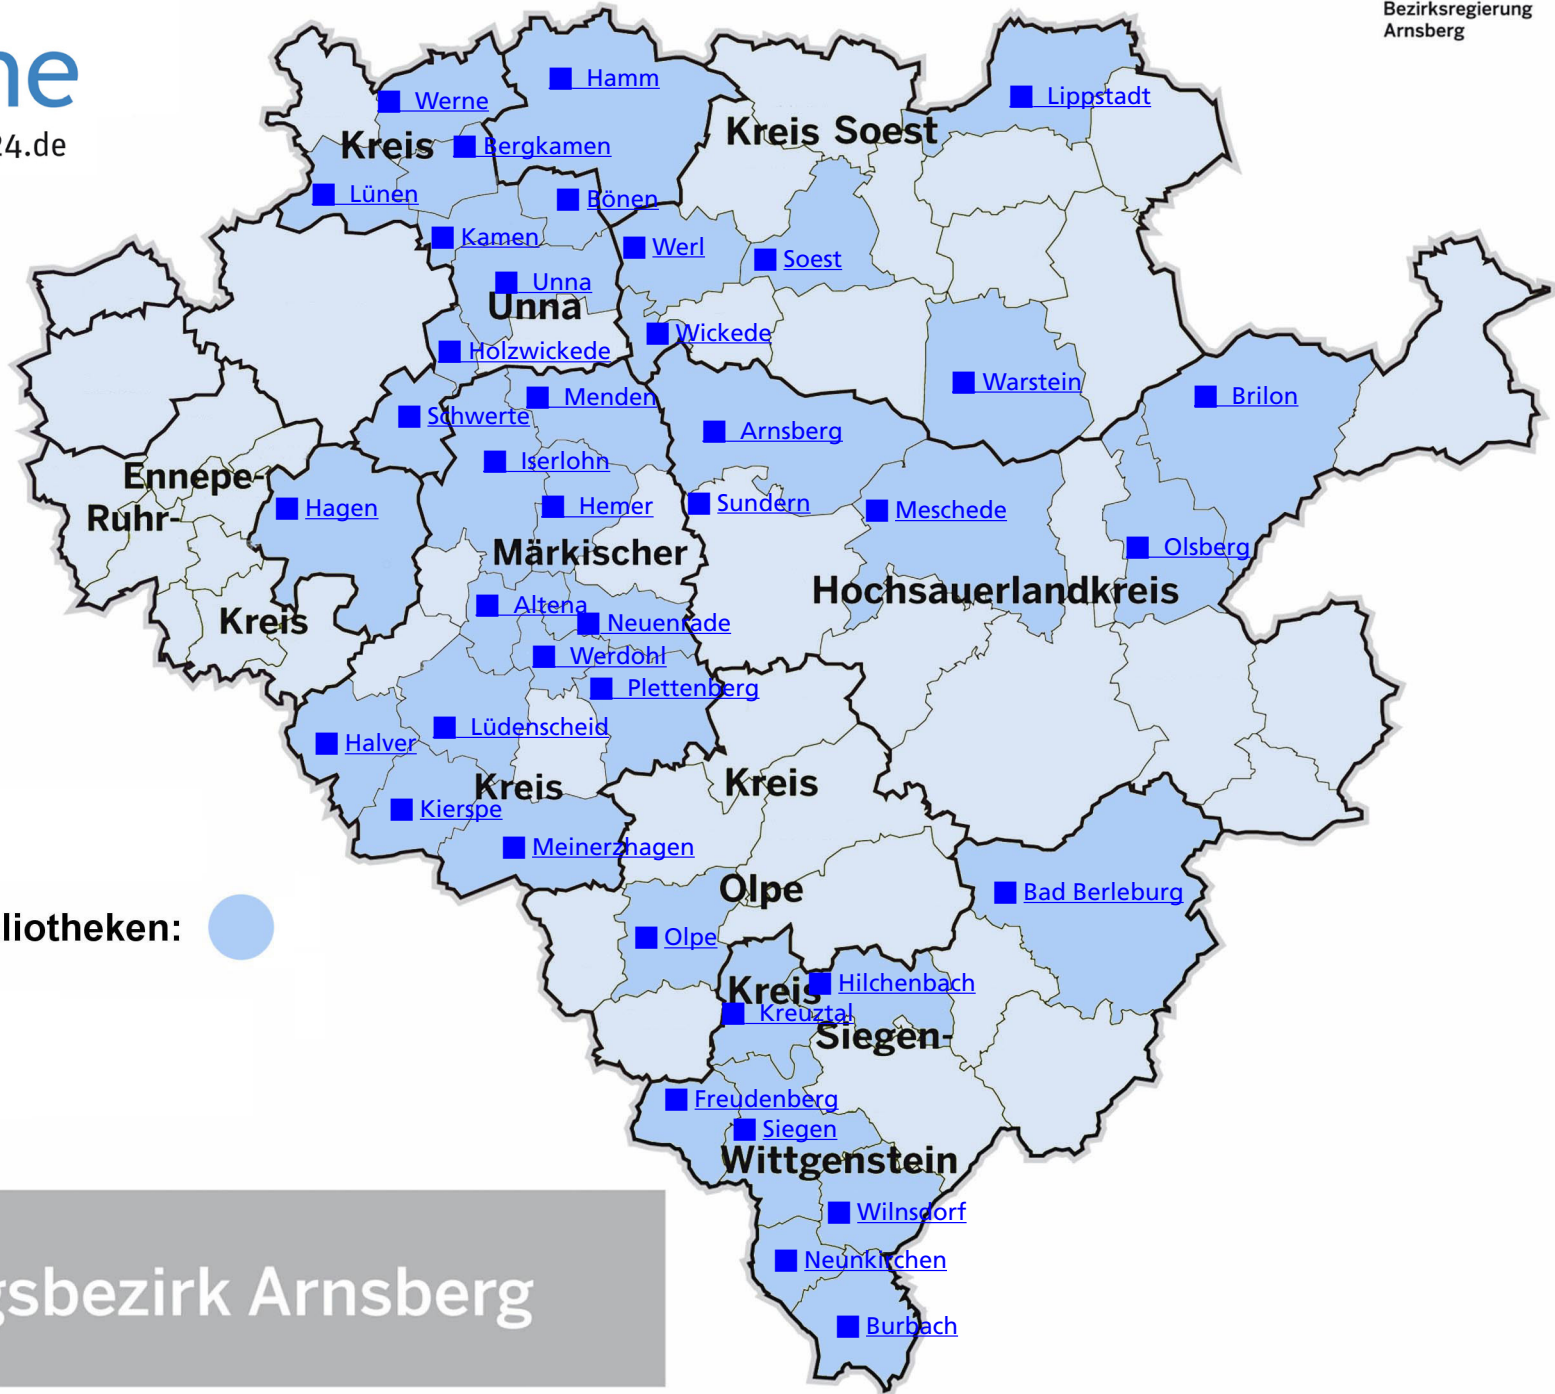 Bezirksregierung
Arnsberg
ne
24.de
Hamm
Werne
Lippstadt
Kreis Soest
Kreis
Bergkamen
Lünen
Bönen
Kamen
Werl
Soest
Unna
Unna
Wickede
Holzwickede
Warstein
Brilon
Menden
Schwerte
Arnsberg
Iserlohn
Ennepe-
Hagen
Hemer
Sundern
Meschede
Ruhr-
Märkischer
Olsberg
Hochsauerlandkreis
Altena
Kreis
Neuenrade
Werdohl
Plettenberg
Lüdenscheid
Halver
Kreis
Kreis
Kierspe
Meinerzhagen
Olpe
Bad Berleburg
liotheken:
Olpe
Kreis
Hilchenbach
Kreuztal
Siegen-
Freudenberg
Siegen
Wittgenstein
Wilnsdorf
Neunkirchen
gsbezirk Arnsberg
Burbach